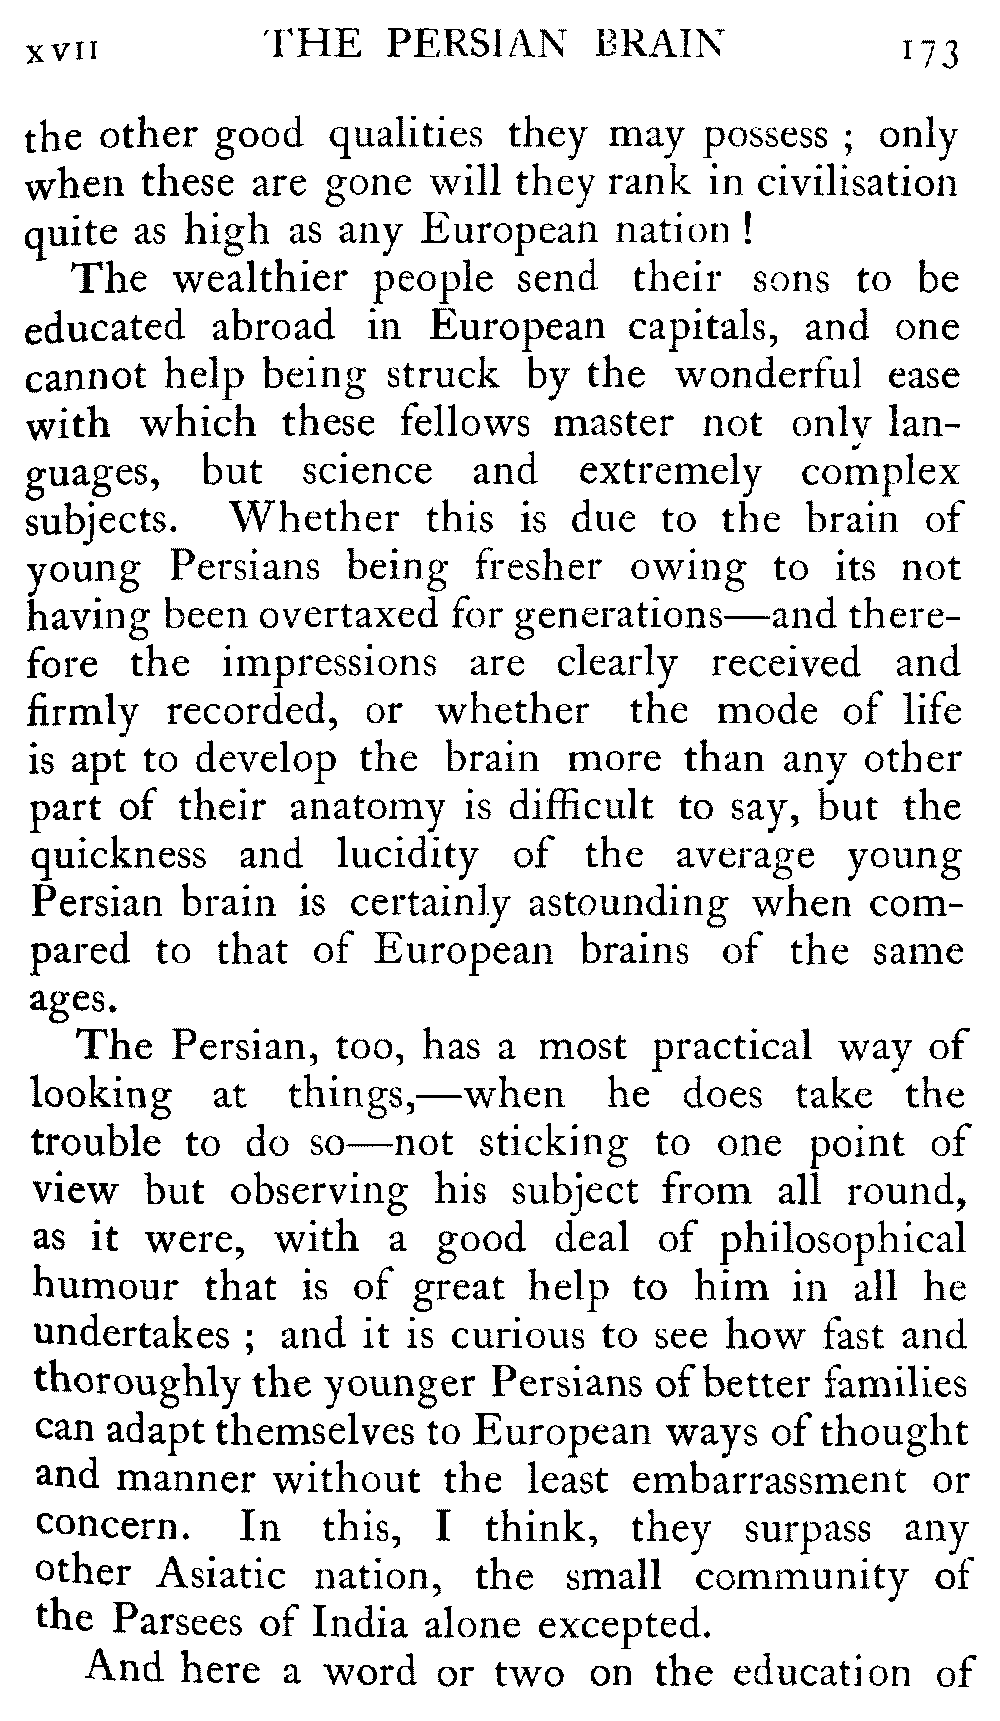 xvii THE PERSIAN BRAIN 173
the other good qualities they may possess ; only
when these are gone will they rank in civilisation
quite as high as any European nation !
The wealthier people send their sons to be
educated abroad in European capitals, and one
cannot help being struck by the wonderful ease
with which these fellows master not only lan-
guages, but science and extremely complex
subjects. Whether this is due to the brain of
young Persians being fresher owing to its not
having been overtaxed for generations—and there-
fore the impressions are clearly received and
firmly recorded, or whether the mode of life
is apt to develop the brain more than any other
part of their anatomy is difficult to say, but the
quickness and lucidity of the average young
Persian brain is certainly astounding when com-
pared to that of European brains of the same
ages.
The Persian, too, has a most practical way of
looking at things,—when he does take the
trouble to do so—not sticking to one point of
view but observing his subject from all round,
as it were, with a good deal of philosophical
humour that is of great help to him in all he
undertakes ; and it is curious to see how fast and
thoroughly the younger Persians of better families
can adapt themselves to European ways of thought
and manner without the least embarrassment or
concern. In this, I think, they surpass any
other Asiatic nation, the small community of
the Parsees of India alone excepted.
And here a word or two on the education of